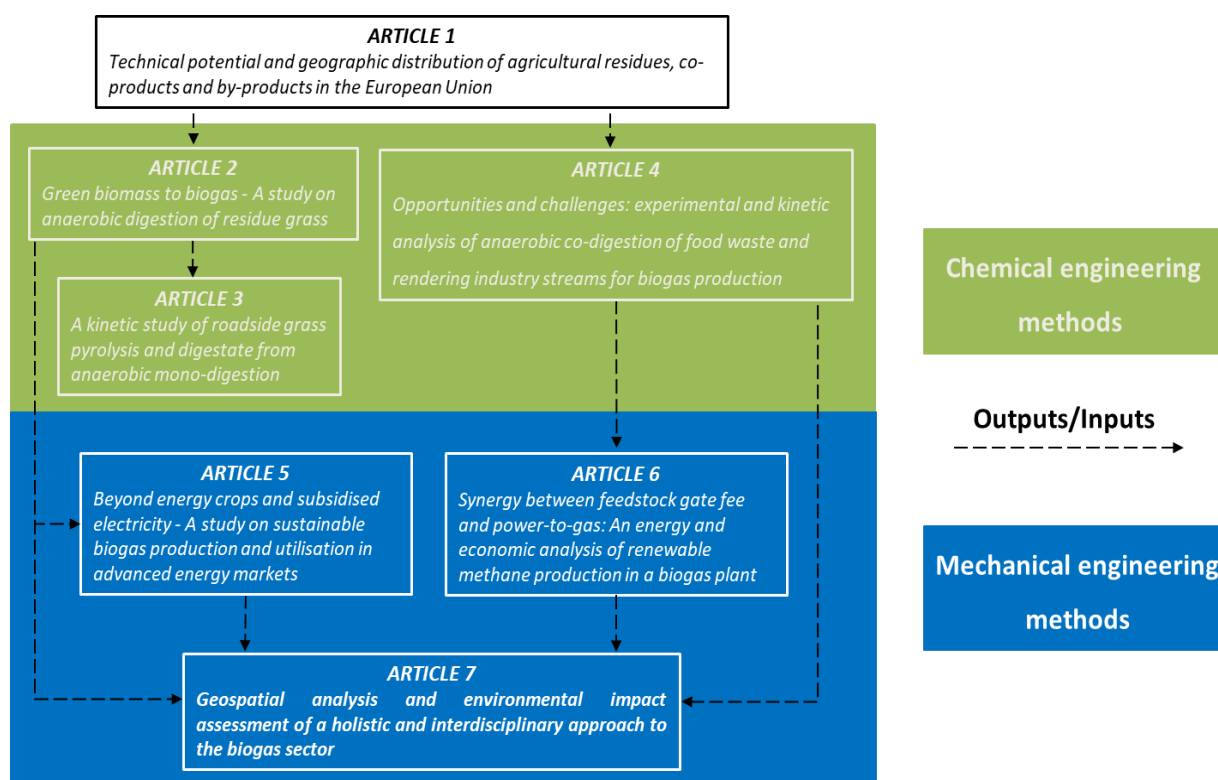 ARTICLE 1
Technical potential and geographic distribution of agricultural residues, co-
products and by-products in the European Union
ARTICLE 2
Green biomass to biogas - A study on
anaerobic digestion of residue grass
ARTICLE 4
Opportunities and challenges: experimental and kinetic
analysis of anaerobic co-digestion of food waste and
rendering industry streams for biogas production
ARTICLE 3
A kinetic study of roadside grass
pyrolysis and digestate from
anaerobic mono-digestion
Chemical engineering
methods
Outputs/Inputs
ARTICLE 5
Beyond energy crops and subsidised
electricity - A study on sustainable
biogas production and utilisation in
advanced energy markets
ARTICLE 6
Synergy between feedstock gate fee
and power-to-gas: An energy and
economic analysis of renewable
methane production in a biogas plant
Mechanical engineering
methods
ARTICLE 7
Geospatial analysis and environmental impact
assessment of a holistic and interdisciplinary approach to
the biogas sector